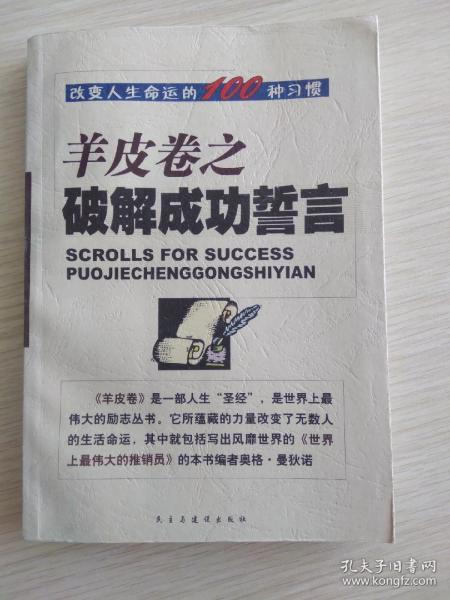 改变人生命运的100种习惯
羊皮卷之
破解成功誓言
SCROLLS FOR SUCCESS
PUOJIECHENGGONGSHIYIAN
《羊皮卷》是一部人生“圣经”，是世界上最
伟大的励志丛书。它所蕴藏的力量改变了无数人
的生活命运，其中就包括写出风靡世界的《世界
上最伟大的推销员》的本书编者奥格·曼狄诺
民主与建设出版社
孔夫子旧书网
www.kongfz.com